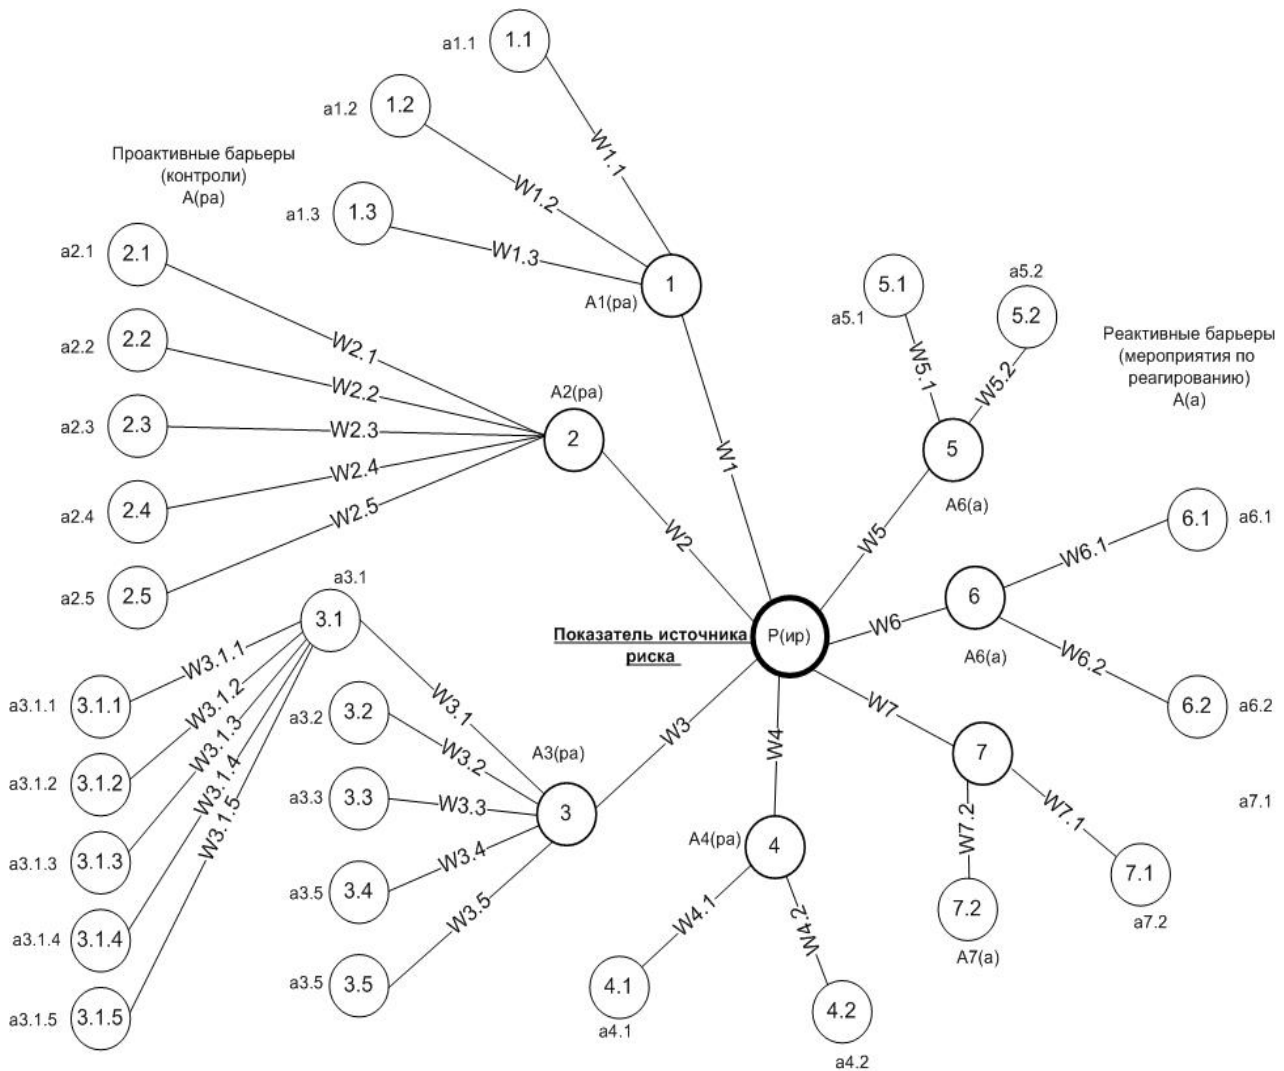 a1.1
1.1
a1.2
1.2
W1.1
Проактивные барьеры
(контроли)
А(ра)
W1.2
a1.3
1.3
W1.3
1
А1(ра)
a2.1
2.1
W2.1
a2.2
2.2
W2.2
a2.3
2.3
W2.3
a2.4
2.4
W2.4
a2.5
2.5
W2.5
А2(ра)
2
W1
W2
5.1
a5.1
a5.2
5.2
W5.1
W5.2
5
А6(а)
W5
Реактивные барьеры
(мероприятия по
реагированию)
А(а)
6.1
a6.1
W6.1
6
А6(а)
W6
W6.2
6.2
a6.2
Показатель источника
риска
Р(ир)
a3.1
3.1
W3.1.1
W3.1.2
W3.1.3
W3.1.4
W3.1.5
a3.1.1
3.1.1
a3.1.2
3.1.2
a3.1.3
3.1.3
a3.1.4
3.1.4
a3.1.5
3.1.5
W3.1
a3.2
3.2
W3.2
a3.3
3.3
W3.3
a3.5
3.4
W3.4
a3.5
3.5
W3.5
А3(ра)
3
W3
W4
А4(ра)
4
W4.1
W4.2
4.1
a4.1
4.2
a4.2
W7
7
W7.2
W7.1
a7.1
7.1
a7.2
7.2
А7(а)